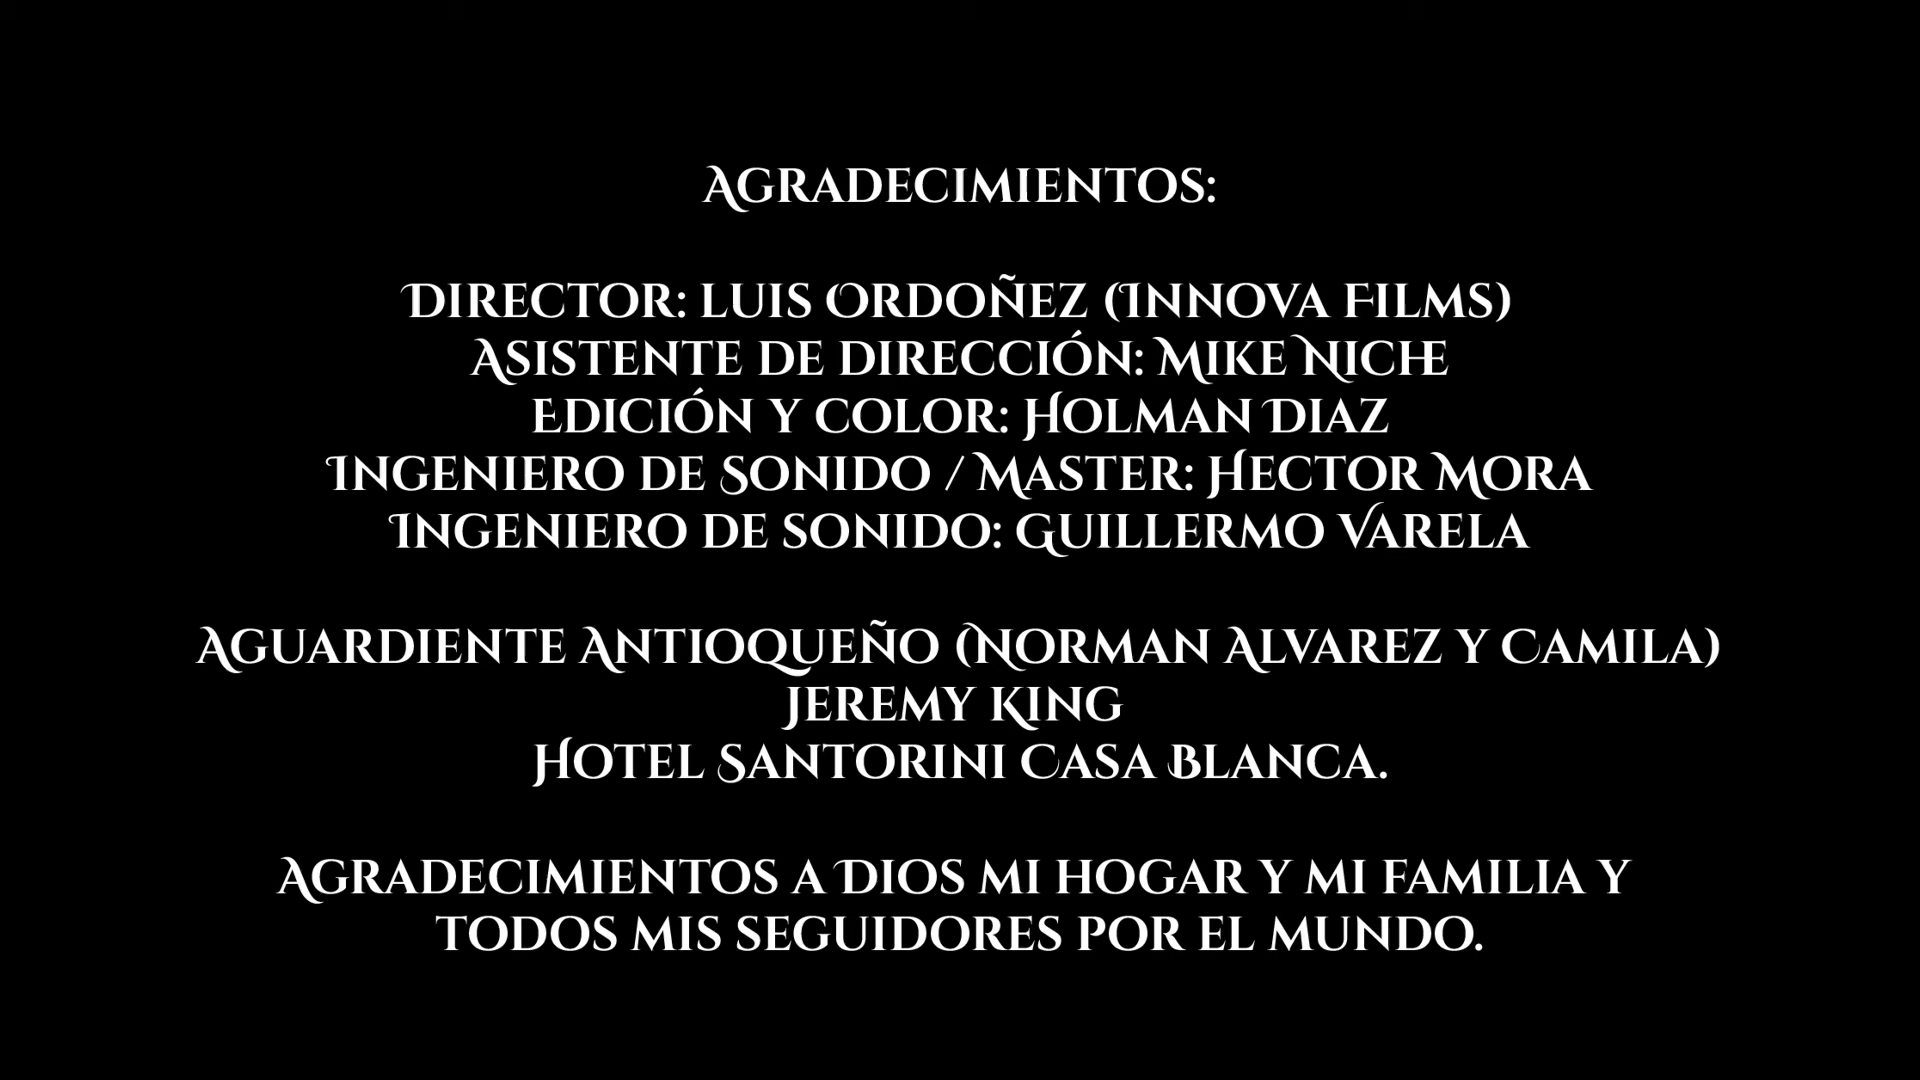 Agradecimientos:
Director: Luis Ordoñez (Innova Films)
Asistente de dirección: Mike Niche
Edición y color: Holman Diaz
Ingeniero de Sonido / Master: Hector Mora
Ingeniero de sonido: Guillermo Varela
Aguardiente Antioqueño (Norman Alvarez y Camila)
Jeremy King
Hotel Santorini Casa Blanca.
Agradecimientos a Dios mi hogar y mi familia y
todos mis seguidores por el mundo.